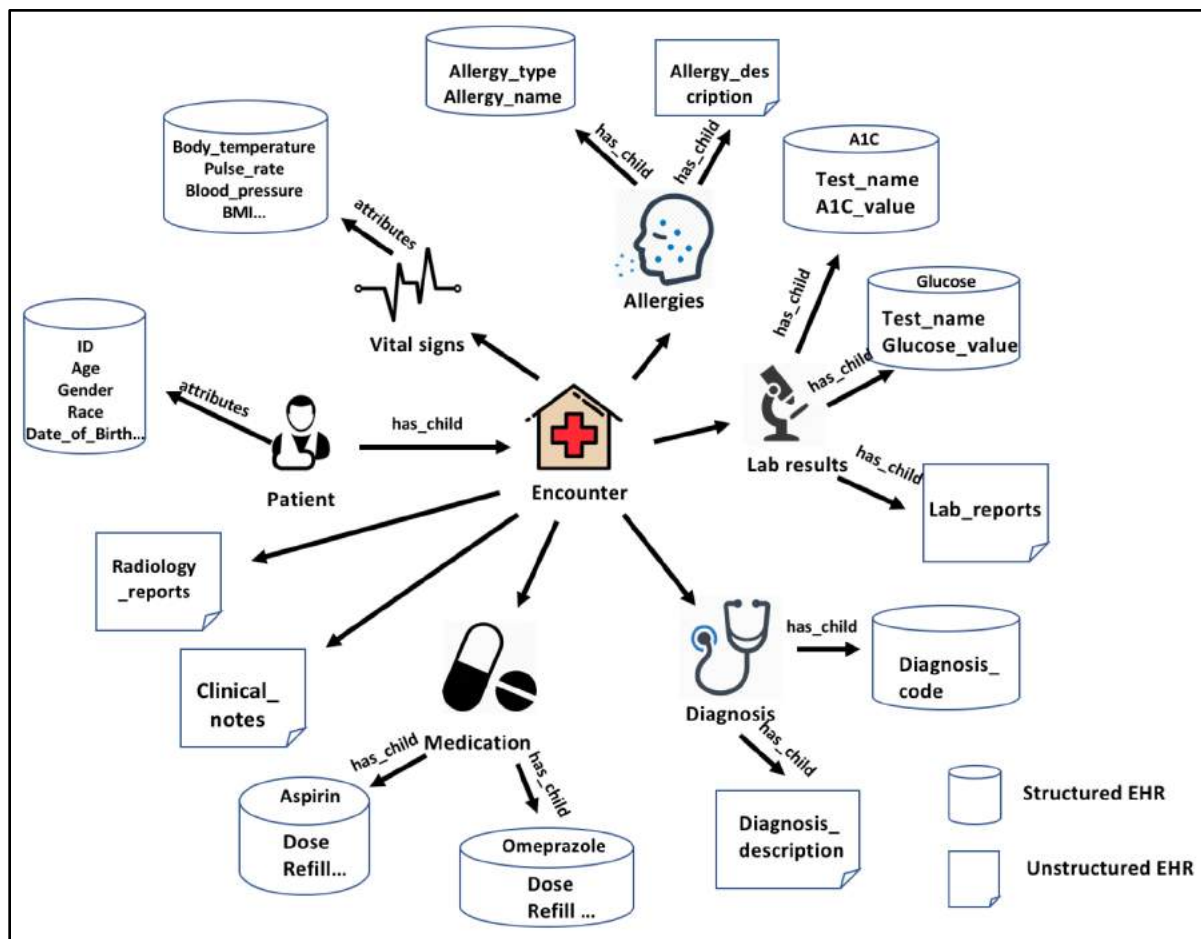 Allergy_type
Allergy_name
Allergy_des
cription
has_child
has_child
Body_temperature
Pulse_rate
Blood_pressure
BMI...
attributes
Vital signs
Allergies
A1C
Test_name
A1C_value
has_child
Glucose
Test_name
Glucose_value
has_child
Lab results
has_child
Lab_reports
ID
Age
Gender
Race
Date_of_Birth...
attributes
Patient
has_child
Encounter
Radiology
_reports
Clinical_
notes
Medication
has_child
has_child
Aspirin
Dose
Refill...
Omeprazole
Dose
Refill ...
Diagnosis
has_child
Diagnosis_
code
has_child
Diagnosis_
description
Structured EHR
Unstructured EHR